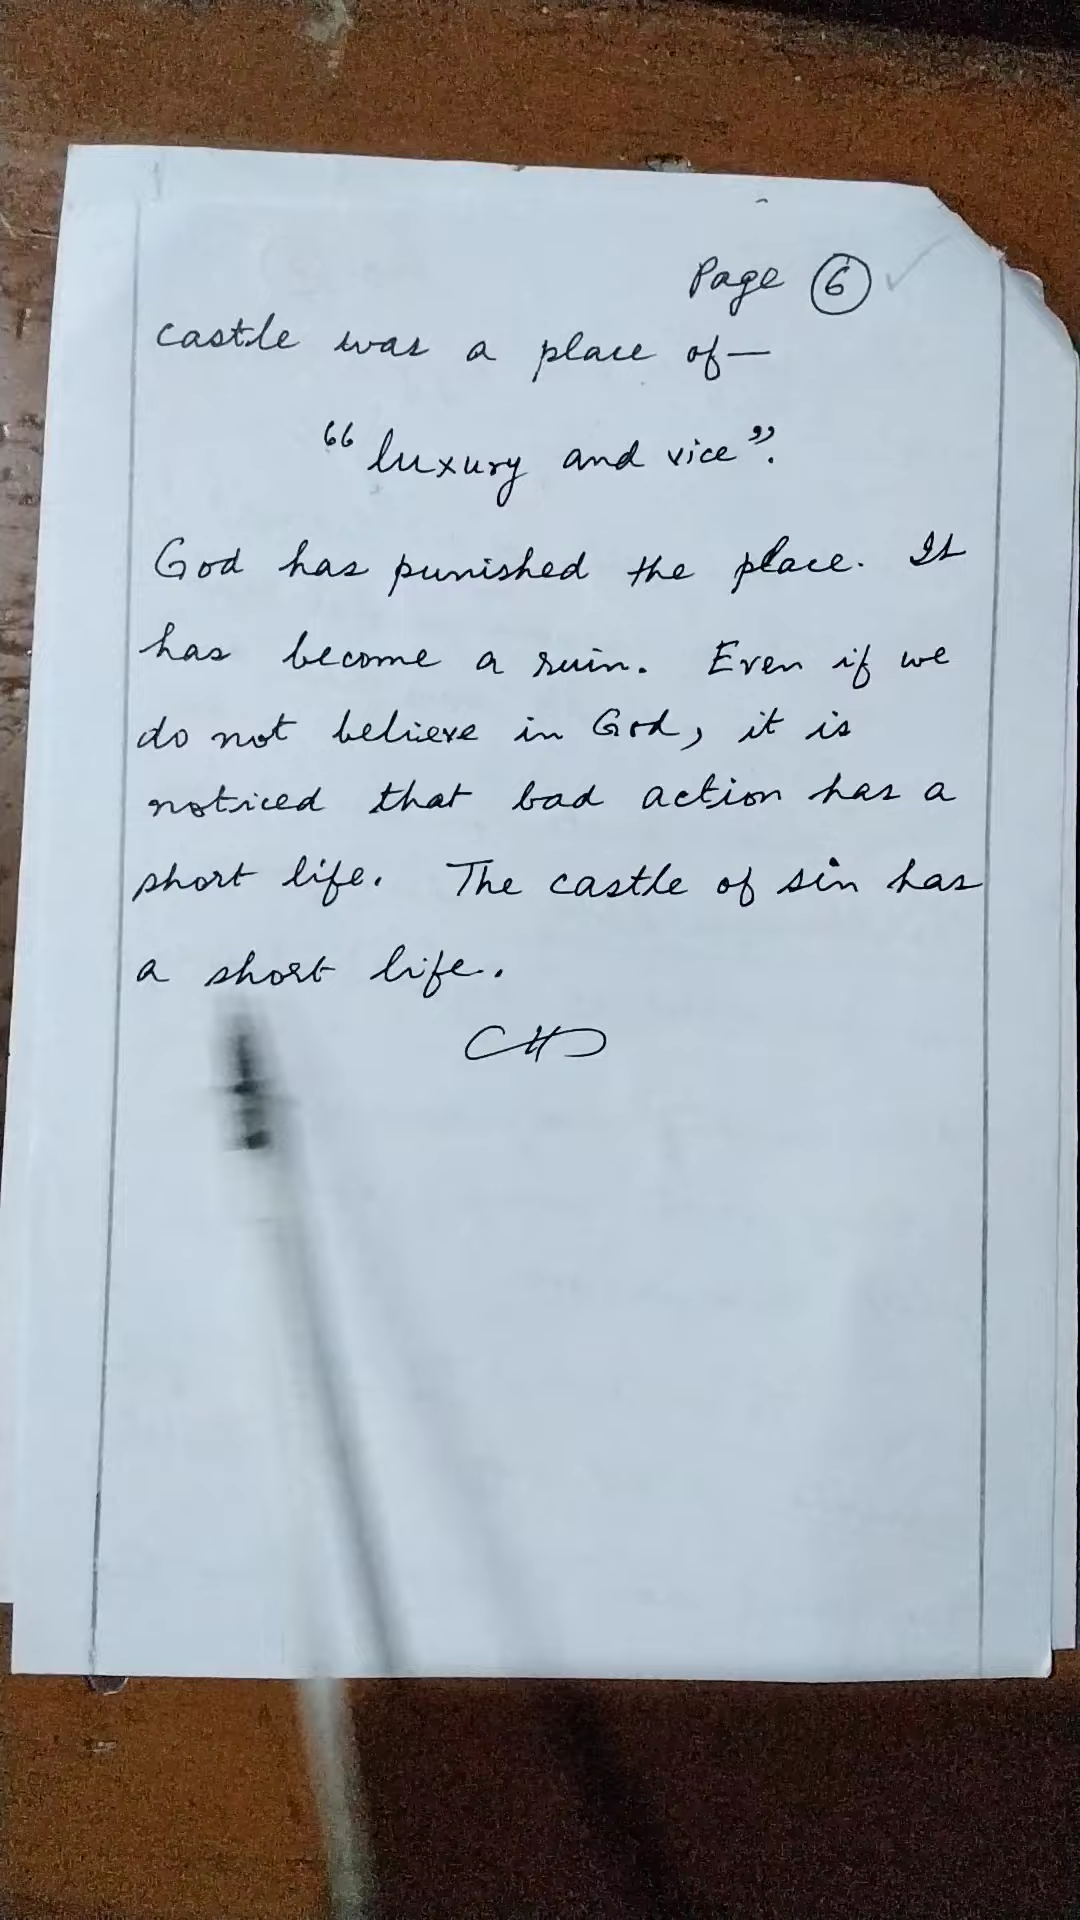 Page 6
castle was a place of—
"luxury and vice".
God has punished the place. It
has become a ruin. Even if we
do not believe in God, it is
noticed that bad action has a
short life. The castle of sin has
a short life.